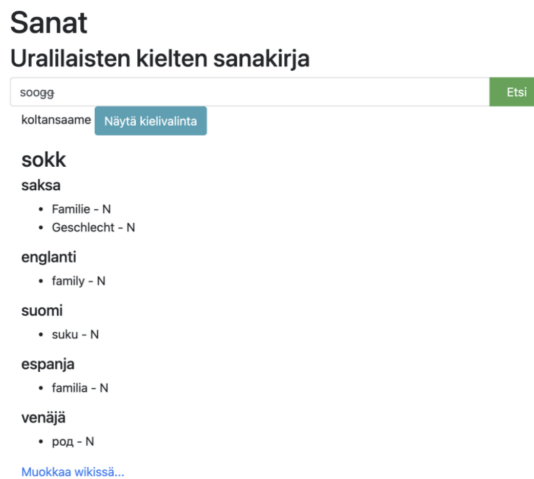 Sanat
Uralilaisten kielten sanakirja
sooǥǥ Etsi
koltansaame Näytä kielivalinta
sokk
saksa
• Familie - N
• Geschlecht - N
englanti
• family - N
suomi
• suku - N
espanja
• familia - N
venäjä
• род - N
Muokkaa wikissä...